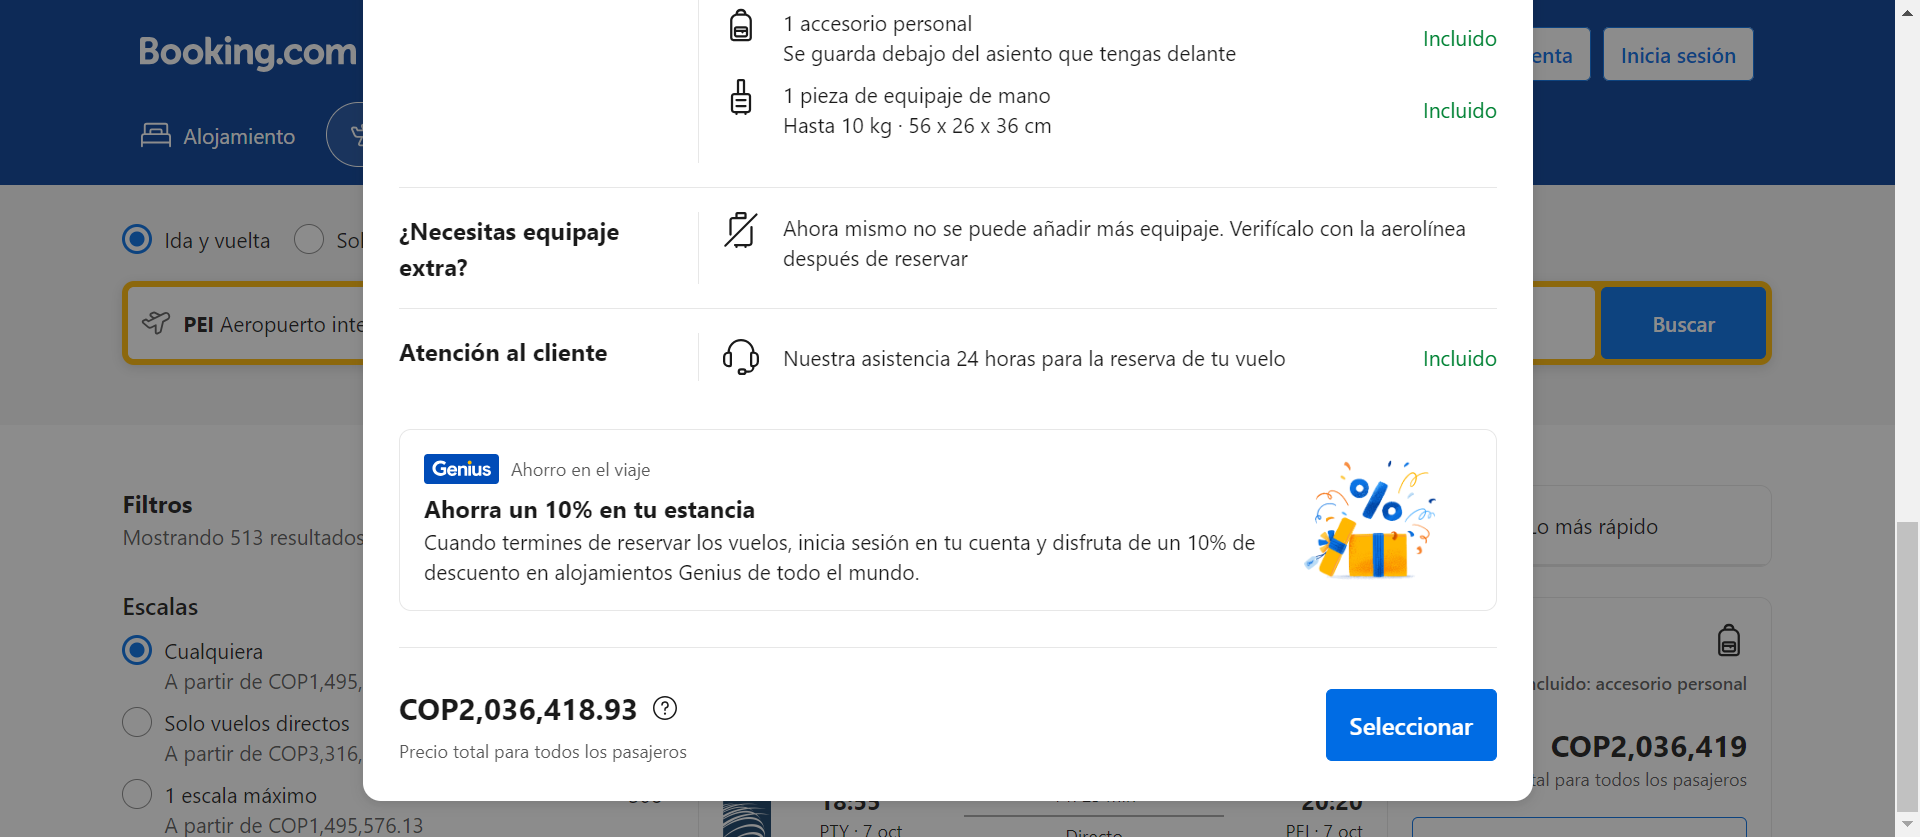 Booking.com
Alojamiento
enta
Inicia sesión
1 accesorio personal
Se guarda debajo del asiento que tengas delante
Incluido
1 pieza de equipaje de mano
Hasta 10 kg · 56 x 26 x 36 cm
Incluido
Ida y vuelta
Sol
PEI Aeropuerto inte
Buscar
¿Necesitas equipaje
extra?
Ahora mismo no se puede añadir más equipaje. Verifícalo con la aerolínea
después de reservar
Atención al cliente
Nuestra asistencia 24 horas para la reserva de tu vuelo
Incluido
Genius Ahorro en el viaje
Ahorra un 10% en tu estancia
Cuando termines de reservar los vuelos, inicia sesión en tu cuenta y disfruta de un 10% de
descuento en alojamientos Genius de todo el mundo.
COP2,036,418.93
Precio total para todos los pasajeros
Seleccionar
Filtros
Mostrando 513 resultados
Escalas
Cualquiera
A partir de COP1,495,
Solo vuelos directos
A partir de COP3,316,
1 escala máximo
A partir de COP1,495,576.13
Lo más rápido
ncluido: accesorio personal
COP2,036,419
tal para todos los pasajeros
18:55
PTY · 7 oct
Directo
20:20
PEI · 7 oct